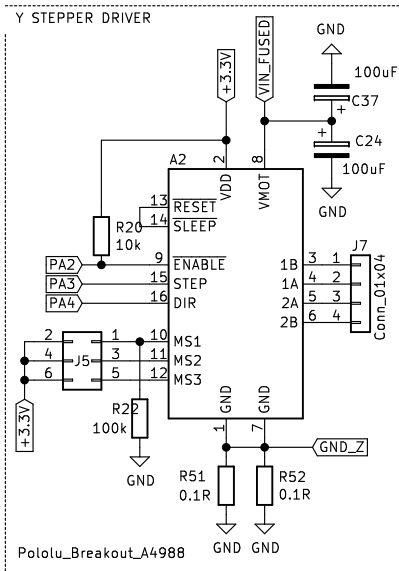 Y STEPPER DRIVER
+3.3V
VIN_FUSED
GND
100uF
C37
+
+
C24
100uF
GND
A2
2
8
VDD
VMOT
13
RESET
14
SLEEP
R20
10k
PA2
9
ENABLE
PA3
15
STEP
PA4
16
DIR
1B
3
1
1A
4
2
2A
5
3
2B
6
4
J7
Conn_01x04
2
1
10
MS1
4
J5
3
11
MS2
6
5
12
MS3
+3.3V
R22
100k
GND
GND
GND
1
7
GND_Z
R51
0.1R
R52
0.1R
GND
GND
Pololu_Breakout_A4988